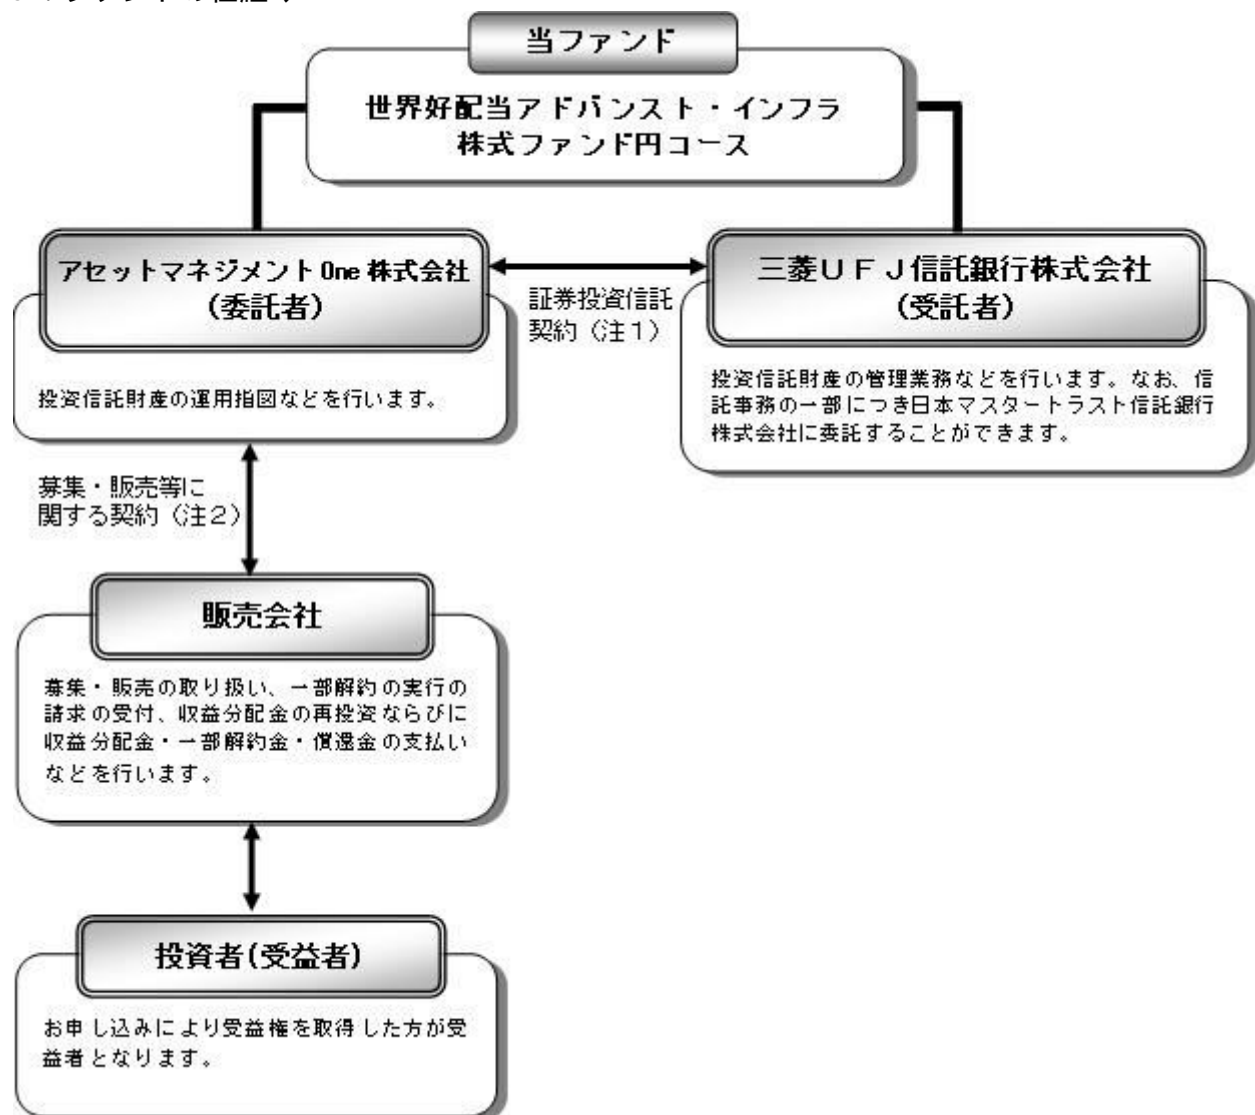 当ファンド
世界好配当アドバンスト・インフラ
株式ファンド円コース
アセットマネジメントOne株式会社
(委託者)
投資信託財産の運用指図などを行います。
証券投資信託
契約（注１）
三菱ＵＦＪ信託銀行株式会社
(受託者)
投資信託財産の管理業務などを行います。なお、信
託事務の一部につき日本マスタートラスト信託銀行
株式会社に委託することができます。
募集・販売等に
関する契約（注２）
販売会社
募集・販売の取り扱い、一部解約の実行の
請求の受付、収益分配金の再投資ならびに
収益分配金・一部解約金・償還金の支払い
などを行います。
投資者(受益者)
お申し込みにより受益権を取得した方が受
益者となります。